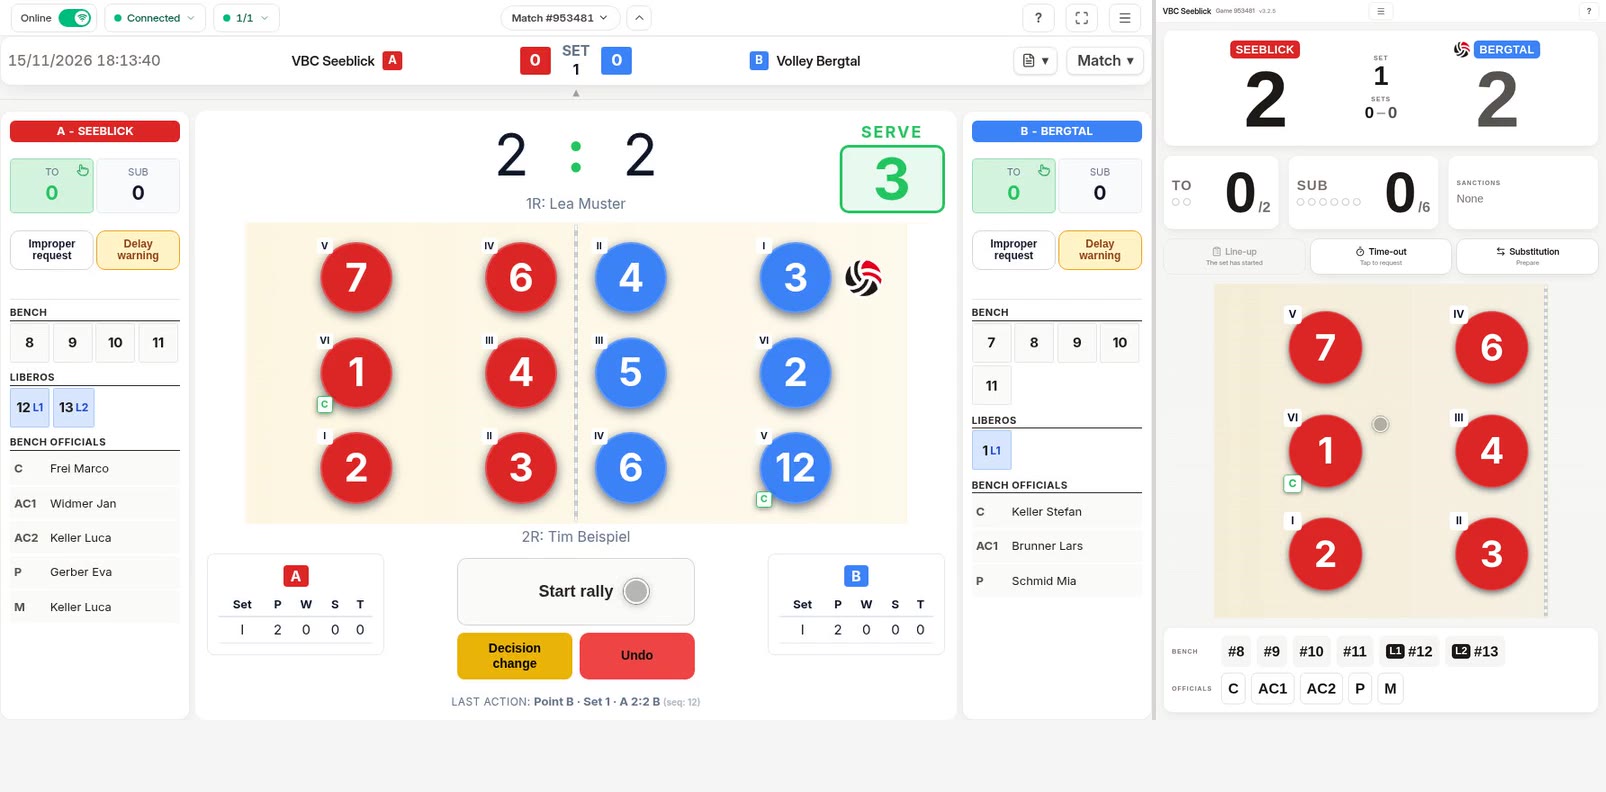 Online
Connected
1/1
Match #953481
?
15/11/2026 18:13:40
VBC Seeblick A
0 SET 1 0
B Volley Bergtal
Match ▾
A - SEEBLICK
TO 0
SUB 0
Improper request
Delay warning
BENCH
8 9 10 11
LIBEROS
12 L1 13 L2
BENCH OFFICIALS
C Frei Marco
AC1 Widmer Jan
AC2 Keller Luca
P Gerber Eva
M Keller Luca
2 : 2
SERVE
3
1R: Lea Muster
V 7 IV 6 II 4 I 3
VI 1 C III 4 III 5 VI 2
I 2 II 3 IV 6 V 12 C
2R: Tim Beispiel
A
Set P W S T
I 2 0 0 0
Start rally
Decision change
Undo
B
Set P W S T
I 2 0 0 0
LAST ACTION: Point B · Set 1 · A 2:2 B (seq: 12)
B - BERGTAL
TO 0
SUB 0
Improper request
Delay warning
BENCH
7 8 9 10
11
LIBEROS
1 L1
BENCH OFFICIALS
C Keller Stefan
AC1 Brunner Lars
P Schmid Mia
VBC Seeblick Game 953481 v3.2.6
?
SEEBLICK
2
SET
1
SETS
0 – 0
BERGTAL
2
TO 0 /2
SUB 0 /6
SANCTIONS
None
Line-up
The set has started
Time-out
Tap to request
Substitution
Prepare
V 7 IV 6
VI 1 C III 4
I 2 II 3
BENCH #8 #9 #10 #11 L1 #12 L2 #13
OFFICIALS C AC1 AC2 P M